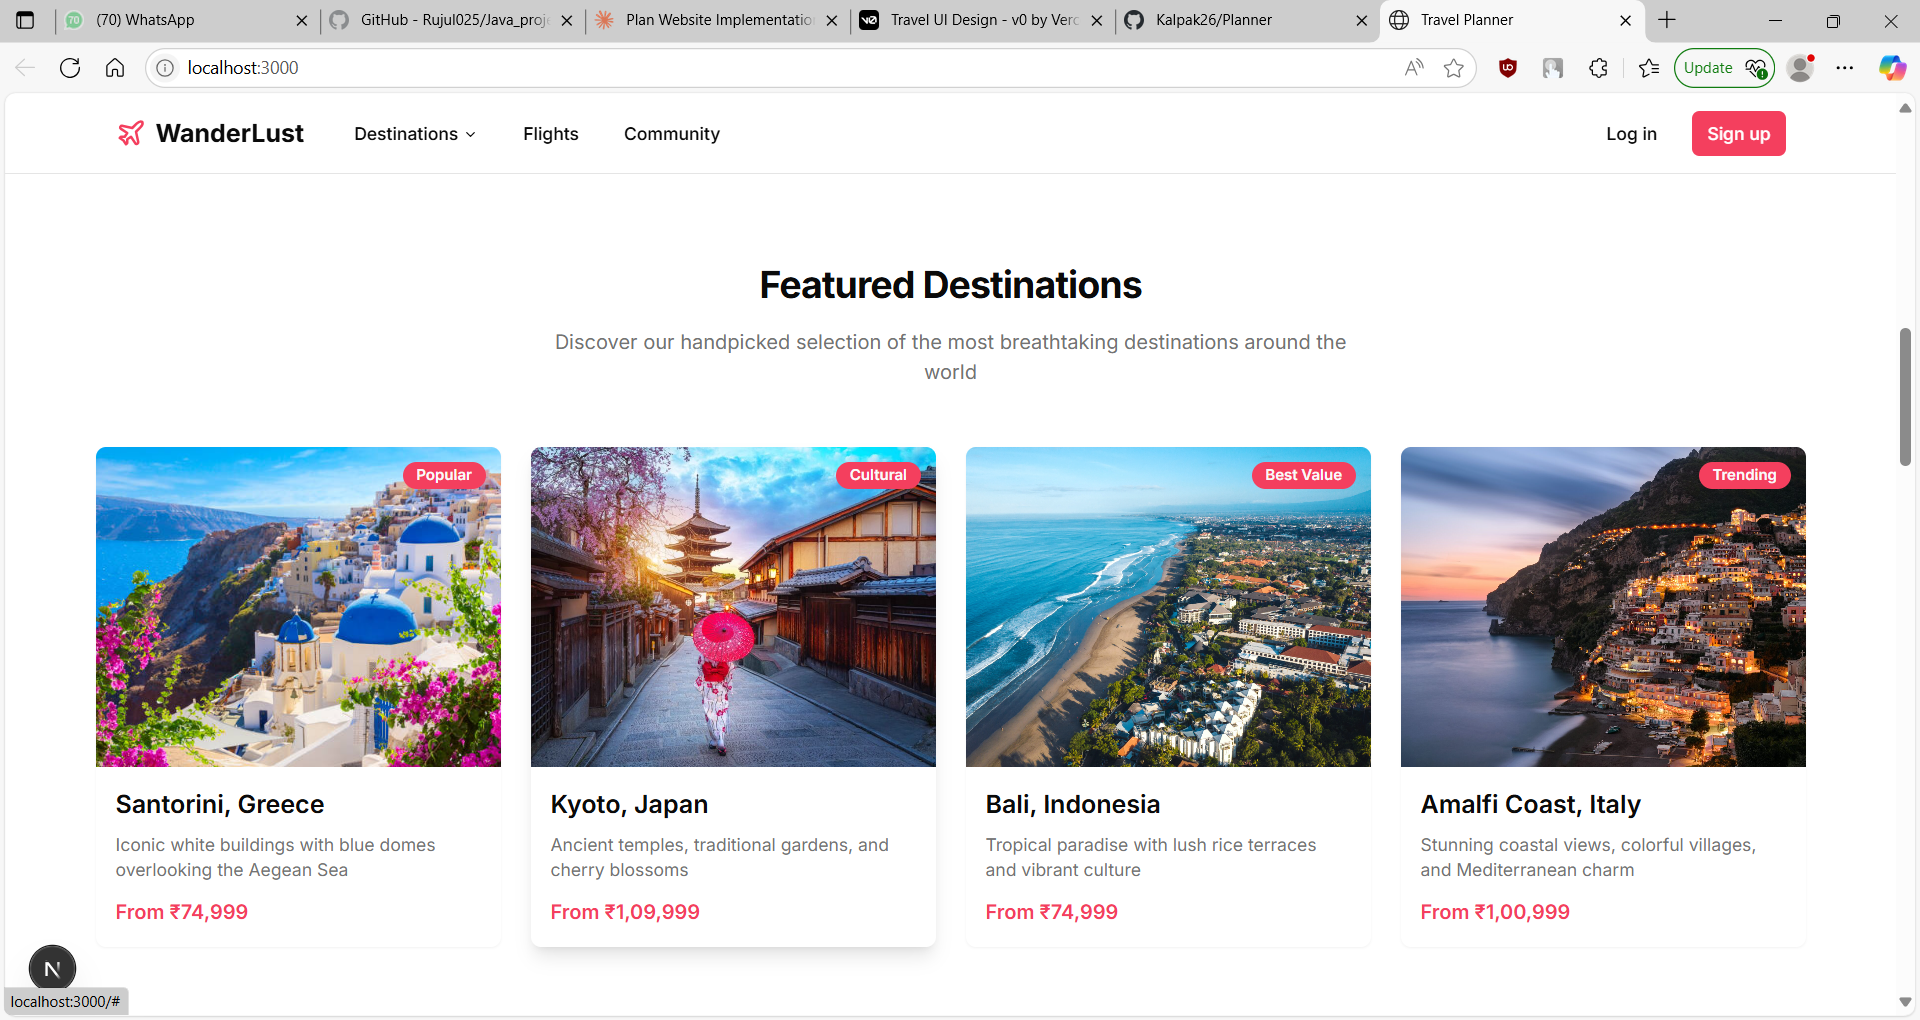 (70) WhatsApp
GitHub - Rujul025/Java_proj
Plan Website Implementatio
Travel UI Design - v0 by Verc
Kalpak26/Planner
Travel Planner
localhost:3000
Update
WanderLust
Destinations
Flights
Community
Log in
Sign up
Featured Destinations
Discover our handpicked selection of the most breathtaking destinations around the
world
Popular
Cultural
Best Value
Trending
Santorini, Greece
Iconic white buildings with blue domes
overlooking the Aegean Sea
From ₹74,999
Kyoto, Japan
Ancient temples, traditional gardens, and
cherry blossoms
From ₹1,09,999
Bali, Indonesia
Tropical paradise with lush rice terraces
and vibrant culture
From ₹74,999
Amalfi Coast, Italy
Stunning coastal views, colorful villages,
and Mediterranean charm
From ₹1,00,999
N
localhost:3000/#